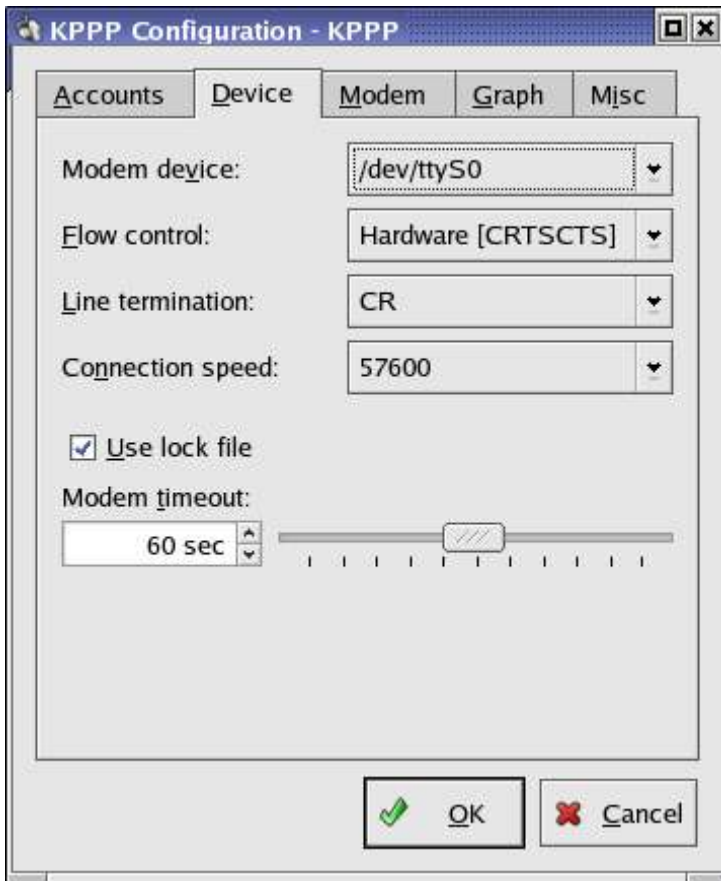 KPPP Configuration - KPPP
Accounts Device Modem Graph Misc
Modem device: /dev/ttyS0
Flow control: Hardware [CRTSCTS]
Line termination: CR
Connection speed: 57600
Use lock file
Modem timeout:
60 sec
OK Cancel